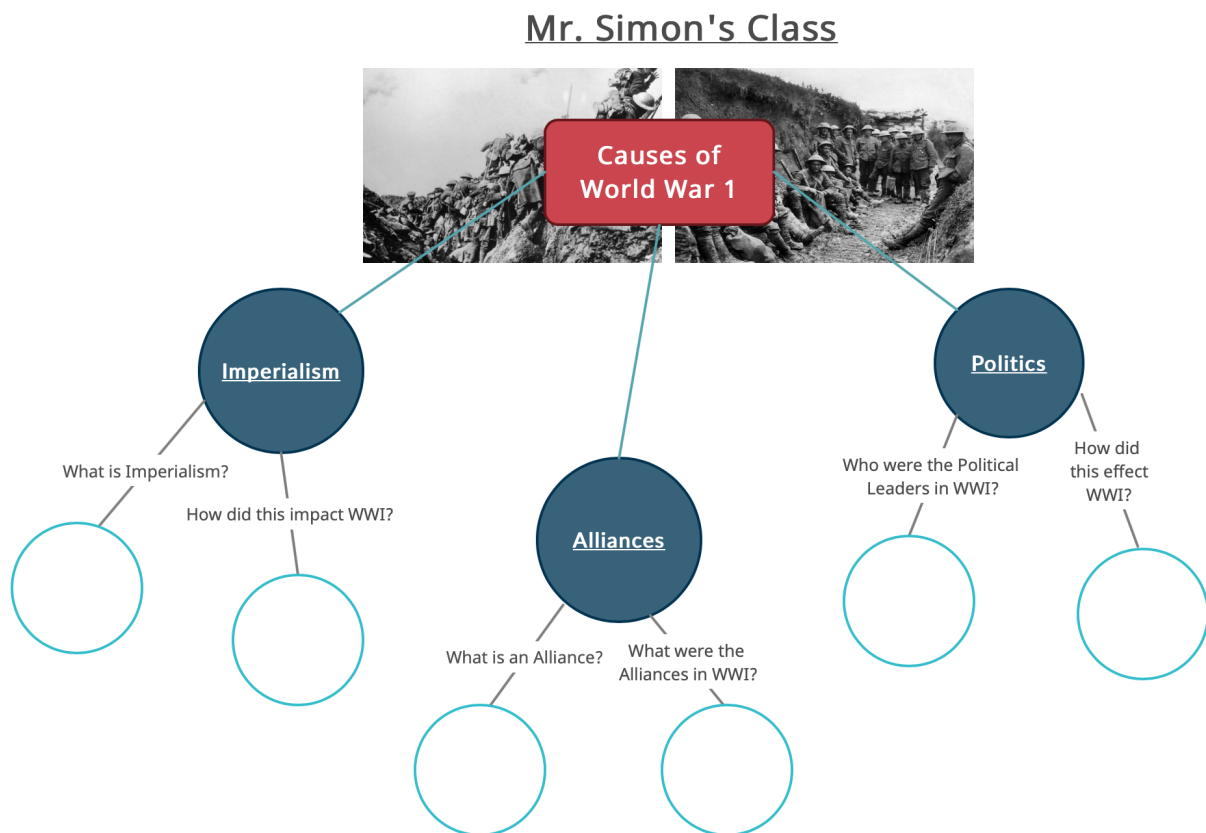 Mr. Simon's Class
Causes of
World War 1
Imperialism
What is Imperialism?
How did this impact WWI?
Alliances
What is an Alliance?
What were the
Alliances in WWI?
Politics
Who were the Political
Leaders in WWI?
How did
this effect
WWI?